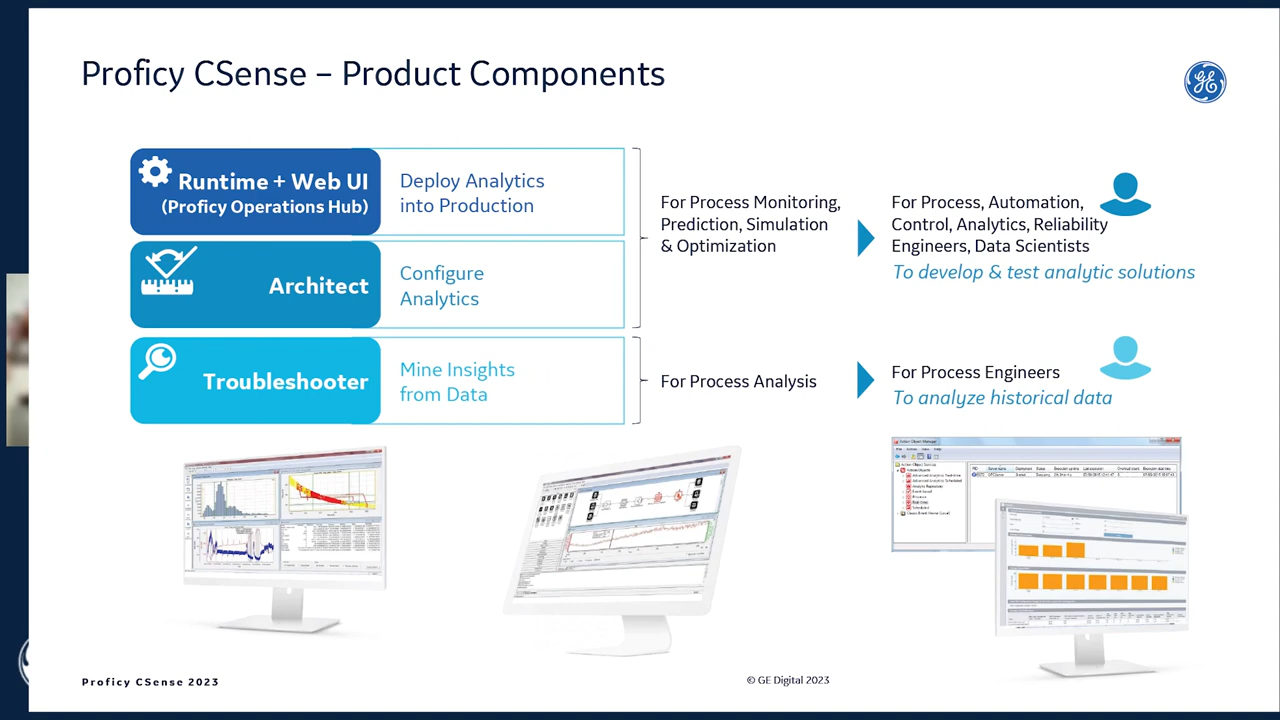 Proficy CSense – Product Components
Runtime + Web UI
(Proficy Operations Hub)
Deploy Analytics
into Production
Architect
Configure
Analytics
Troubleshooter
Mine Insights
from Data
For Process Monitoring,
Prediction, Simulation
& Optimization
For Process Analysis
For Process, Automation,
Control, Analytics, Reliability
Engineers, Data Scientists
To develop & test analytic solutions
For Process Engineers
To analyze historical data
Action Object Manager
Proficy CSense 2023
© GE Digital 2023